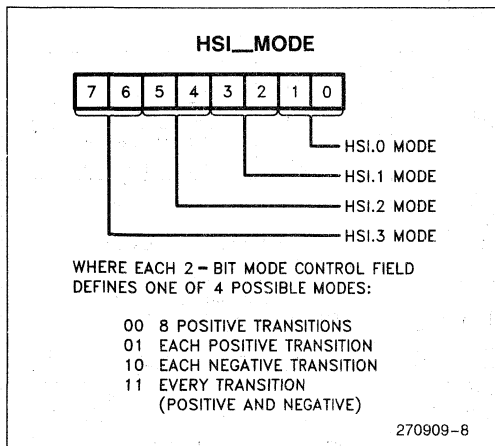 HSI__MODE
7 6 5 4 3 2 1 0
HSI.0 MODE
HSI.1 MODE
HSI.2 MODE
HSI.3 MODE
WHERE EACH 2-BIT MODE CONTROL FIELD
DEFINES ONE OF 4 POSSIBLE MODES:
00 8 POSITIVE TRANSITIONS
01 EACH POSITIVE TRANSITION
10 EACH NEGATIVE TRANSITION
11 EVERY TRANSITION
(POSITIVE AND NEGATIVE)
270909-8